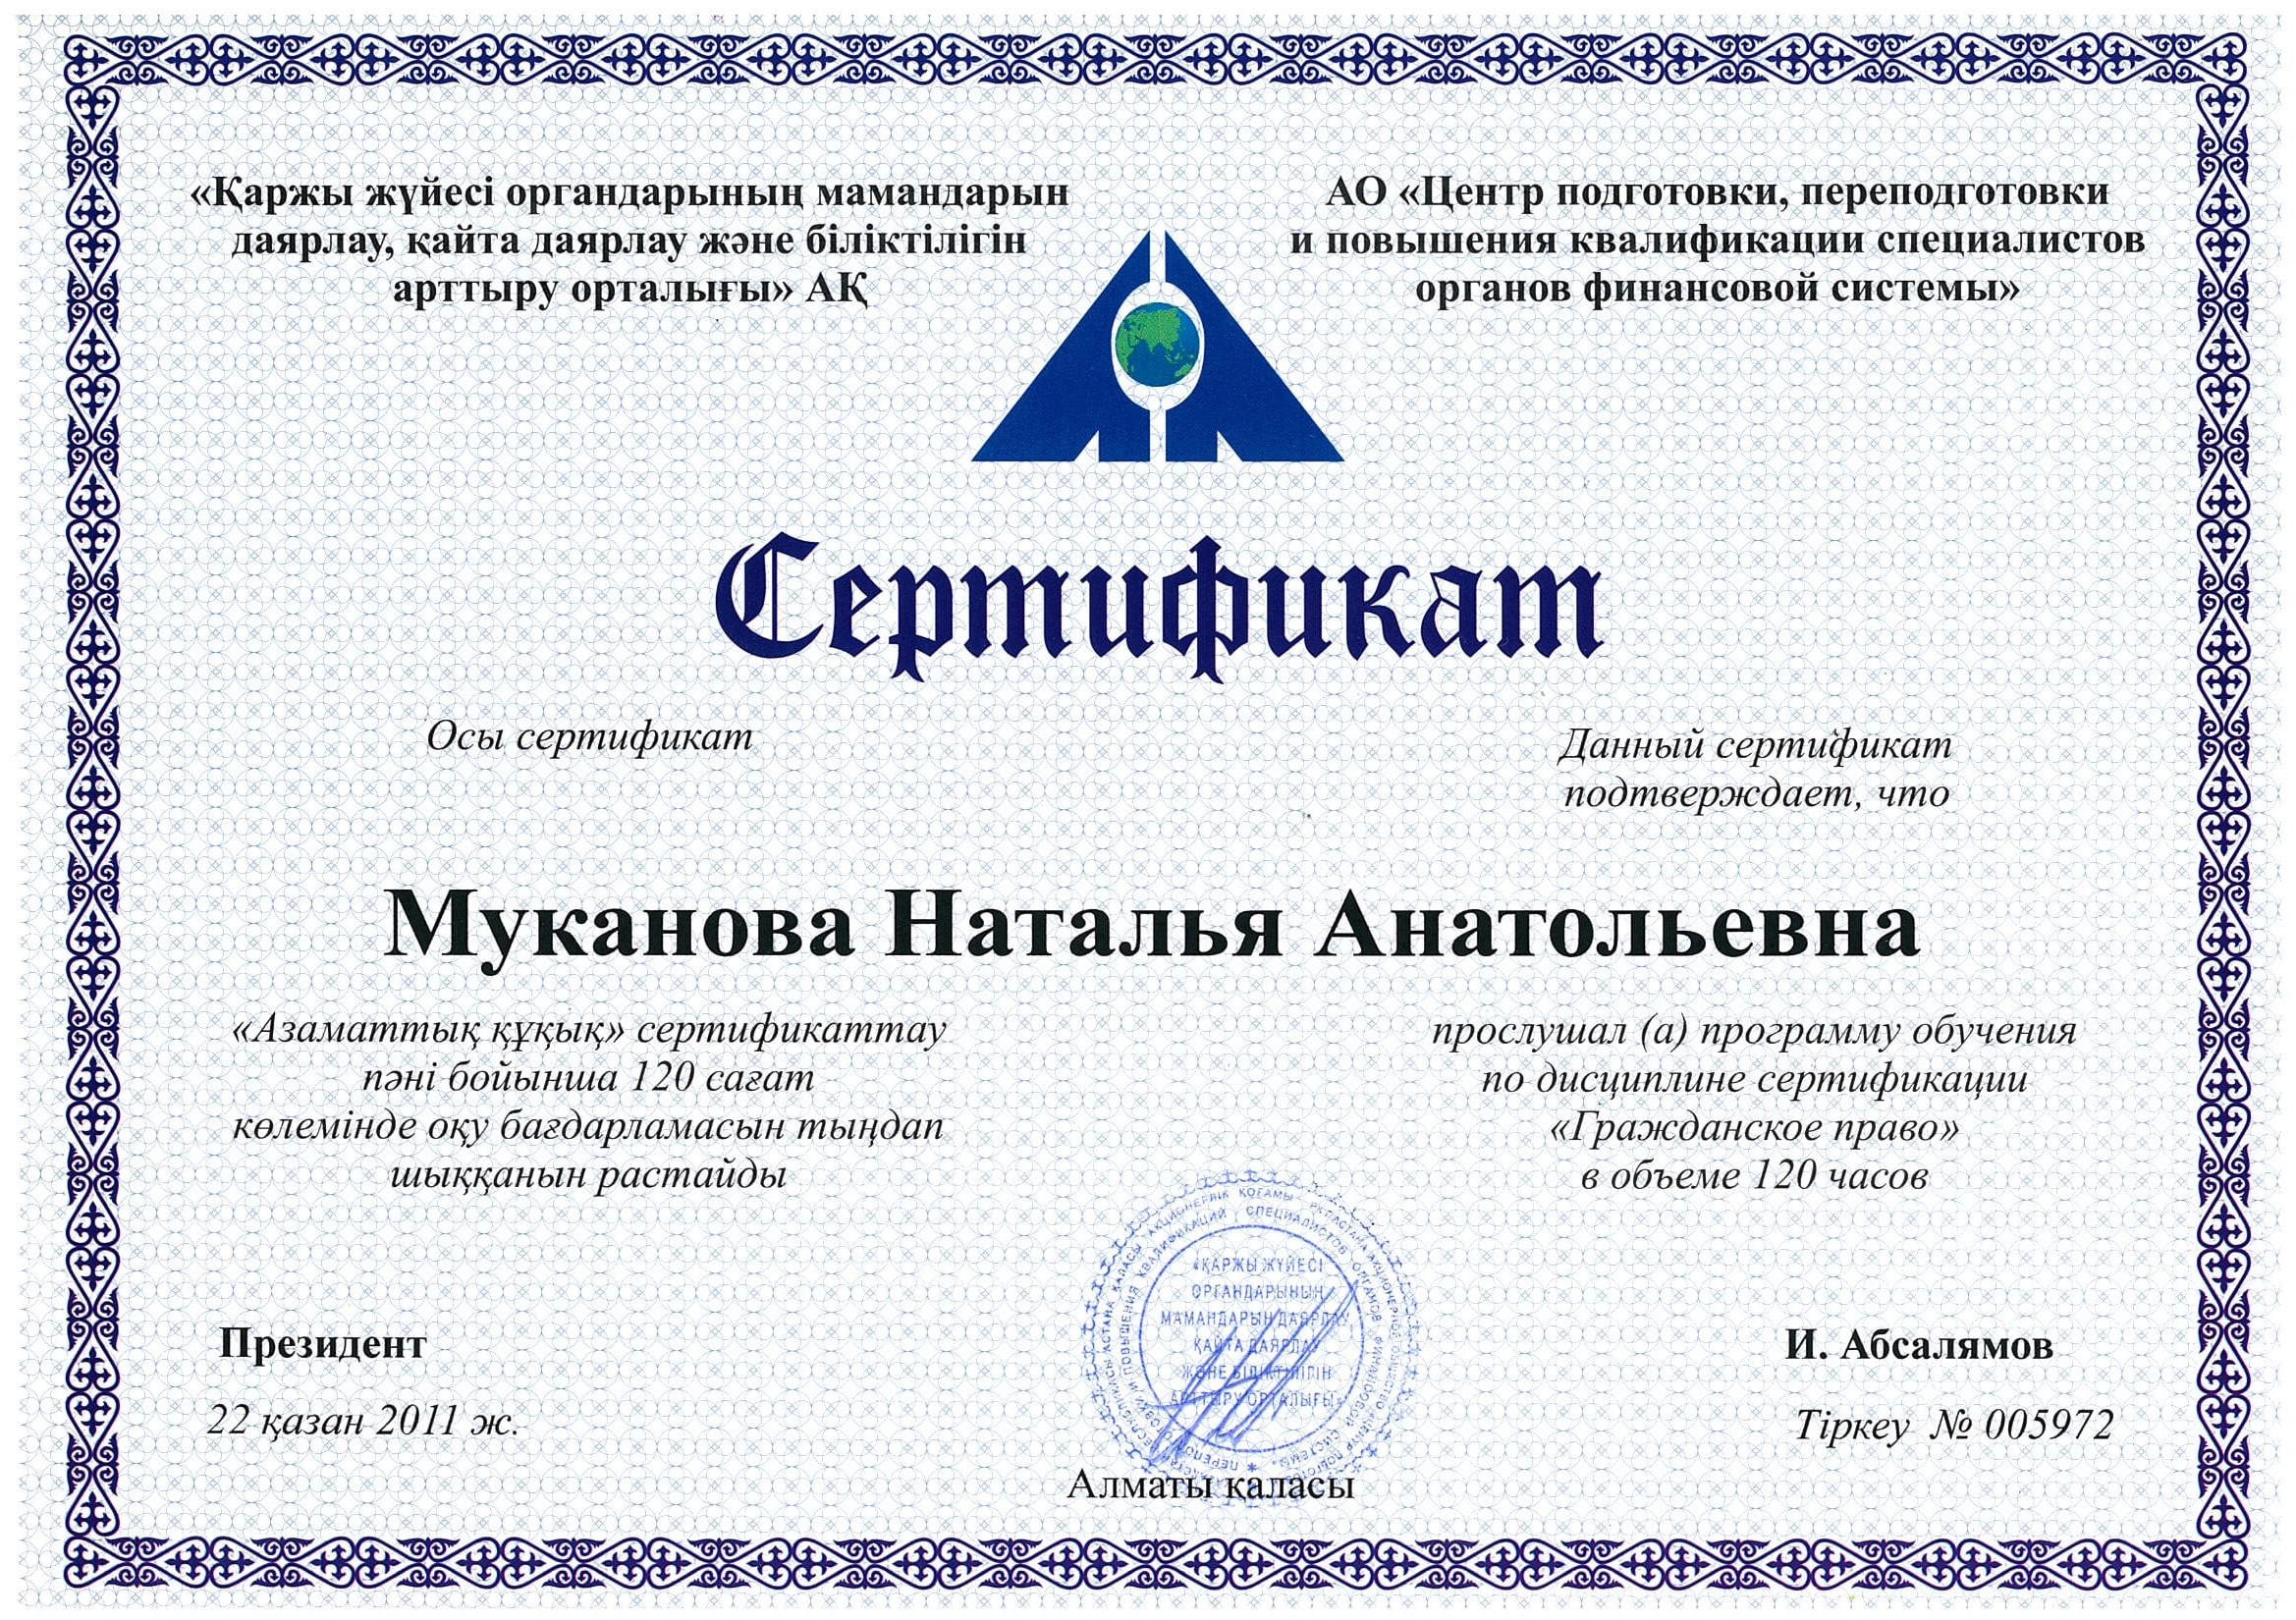 «Қаржы жүйесі органдарының мамандарын
даярлау, қайта даярлау және біліктілігін
арттыру орталығы» АҚ
АО «Центр подготовки, переподготовки
и повышения квалификации специалистов
органов финансовой системы»
Сертификат
Осы сертификат
Данный сертификат
подтверждает, что
Муканова Наталья Анатольевна
«Азаматтық құқық» сертификаттау
пәні бойынша 120 сағат
көлемінде оқу бағдарламасын тыңдап
шыққанын растайды
прослушал (а) программу обучения
по дисциплине сертификации
«Гражданское право»
в объеме 120 часов
«ҚАРЖЫ ЖҮЙЕСІ
ОРГАНДАРЫНЫҢ
МАМАНДАРЫН ДАЯРЛАУ,
ҚАЙТА ДАЯРЛАУ
ЖӘНЕ БІЛІКТІЛІГІН
АРТТЫРУ ОРТАЛЫҒЫ»
Президент
И. Абсалямов
22 қазан 2011 ж.
Тіркеу № 005972
Алматы қаласы